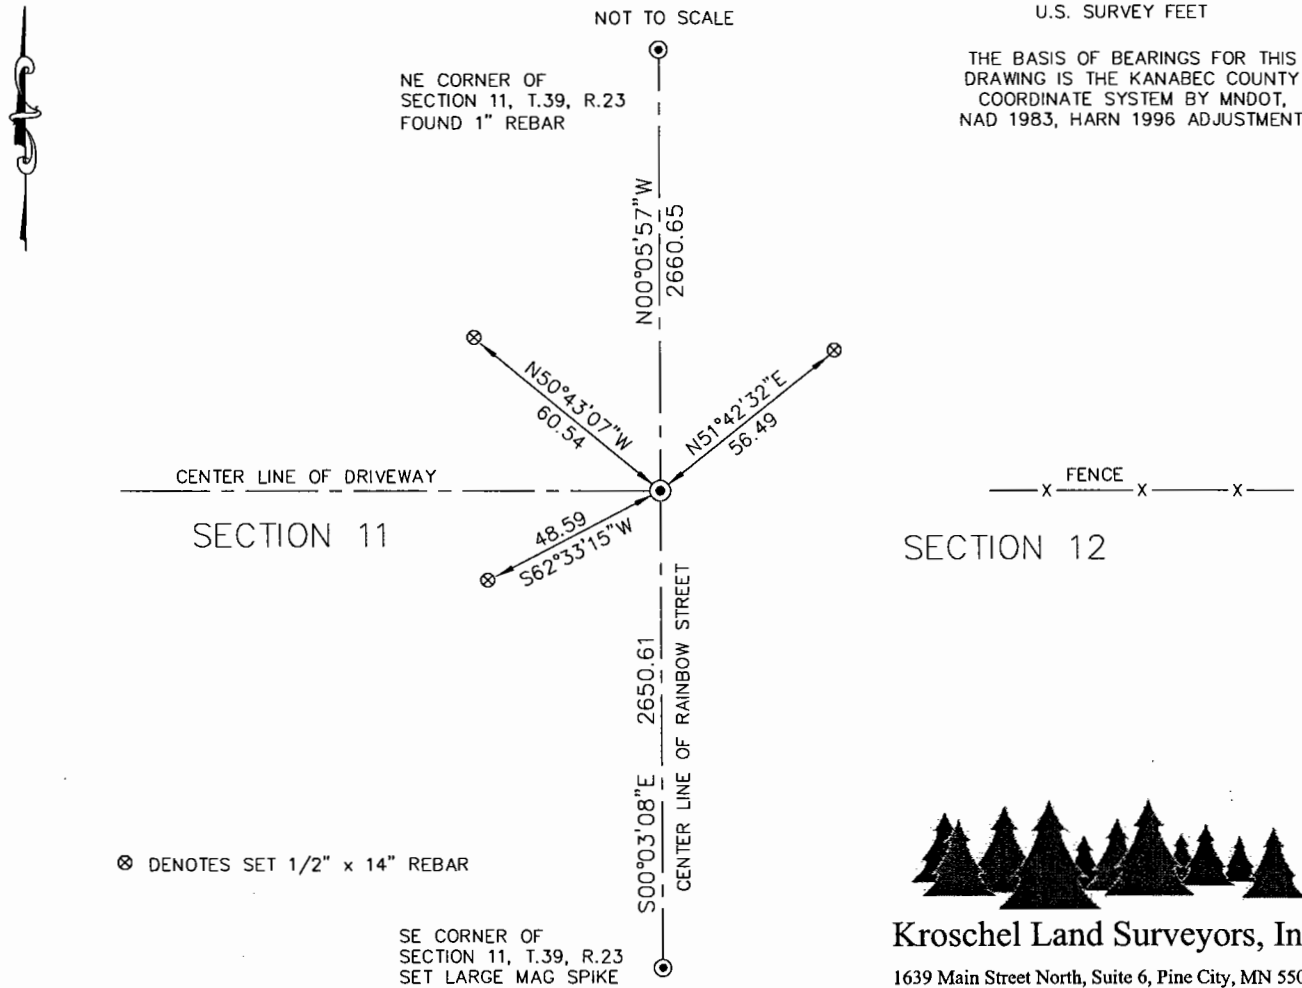 NOT TO SCALE
U.S. SURVEY FEET
THE BASIS OF BEARINGS FOR THIS
DRAWING IS THE KANABEC COUNTY
COORDINATE SYSTEM BY MNDOT,
NAD 1983, HARN 1996 ADJUSTMENT
NE CORNER OF
SECTION 11, T.39, R.23
FOUND 1" REBAR
N00°05'57"W
2660.65
N50°43'07"W
60.54
N51°42'32"E
56.49
CENTER LINE OF DRIVEWAY
FENCE
X X X
SECTION 11
48.59
S62°33'15"W
SECTION 12
2650.61
S00°03'08"E
CENTER LINE OF RAINBOW STREET
⊗ DENOTES SET 1/2" x 14" REBAR
SE CORNER OF
SECTION 11, T.39, R.23
SET LARGE MAG SPIKE
Kroschel Land Surveyors, In
1639 Main Street North, Suite 6, Pine City, MN 550